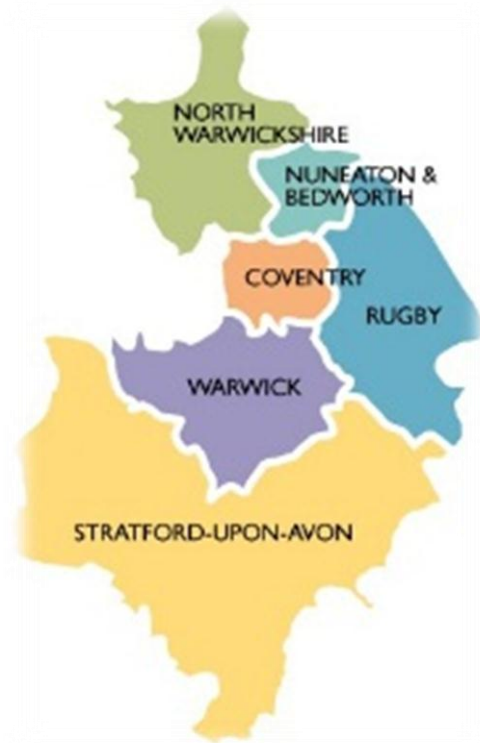 NORTH
WARWICKSHIRE
NUNEATON &
BEDWORTH
COVENTRY
RUGBY
WARWICK
STRATFORD-UPON-AVON